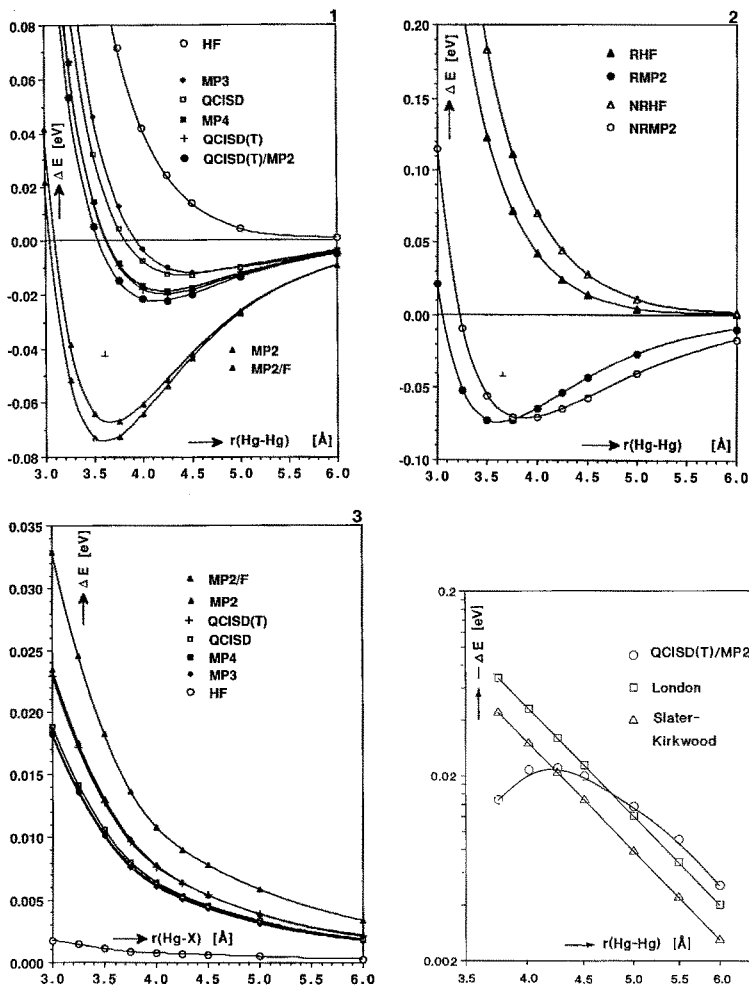 1
0.08
0.06
0.04
0.02
0.00
-0.02
-0.04
-0.06
-0.08
Δ E [eV]
HF
MP3
QCISD
MP4
QCISD(T)
QCISD(T)/MP2
MP2
MP2/F
r(Hg-Hg) [Å]
3.0 3.5 4.0 4.5 5.0 5.5 6.0
2
0.20
0.15
0.10
0.05
0.00
-0.05
-0.10
Δ E [eV]
RHF
RMP2
NRHF
NRMP2
r(Hg-Hg) [Å]
3.0 3.5 4.0 4.5 5.0 5.5 6.0
3
0.035
0.030
0.025
0.020
0.015
0.010
0.005
0.000
Δ E [eV]
MP2/F
MP2
QCISD(T)
QCISD
MP4
MP3
HF
r(Hg-X) [Å]
3.0 3.5 4.0 4.5 5.0 5.5 6.0
0.2
0.02
0.002
-Δ E [eV]
QCISD(T)/MP2
London
Slater-
Kirkwood
r(Hg-Hg) [Å]
3.5 4.0 4.5 5.0 5.5 6.0